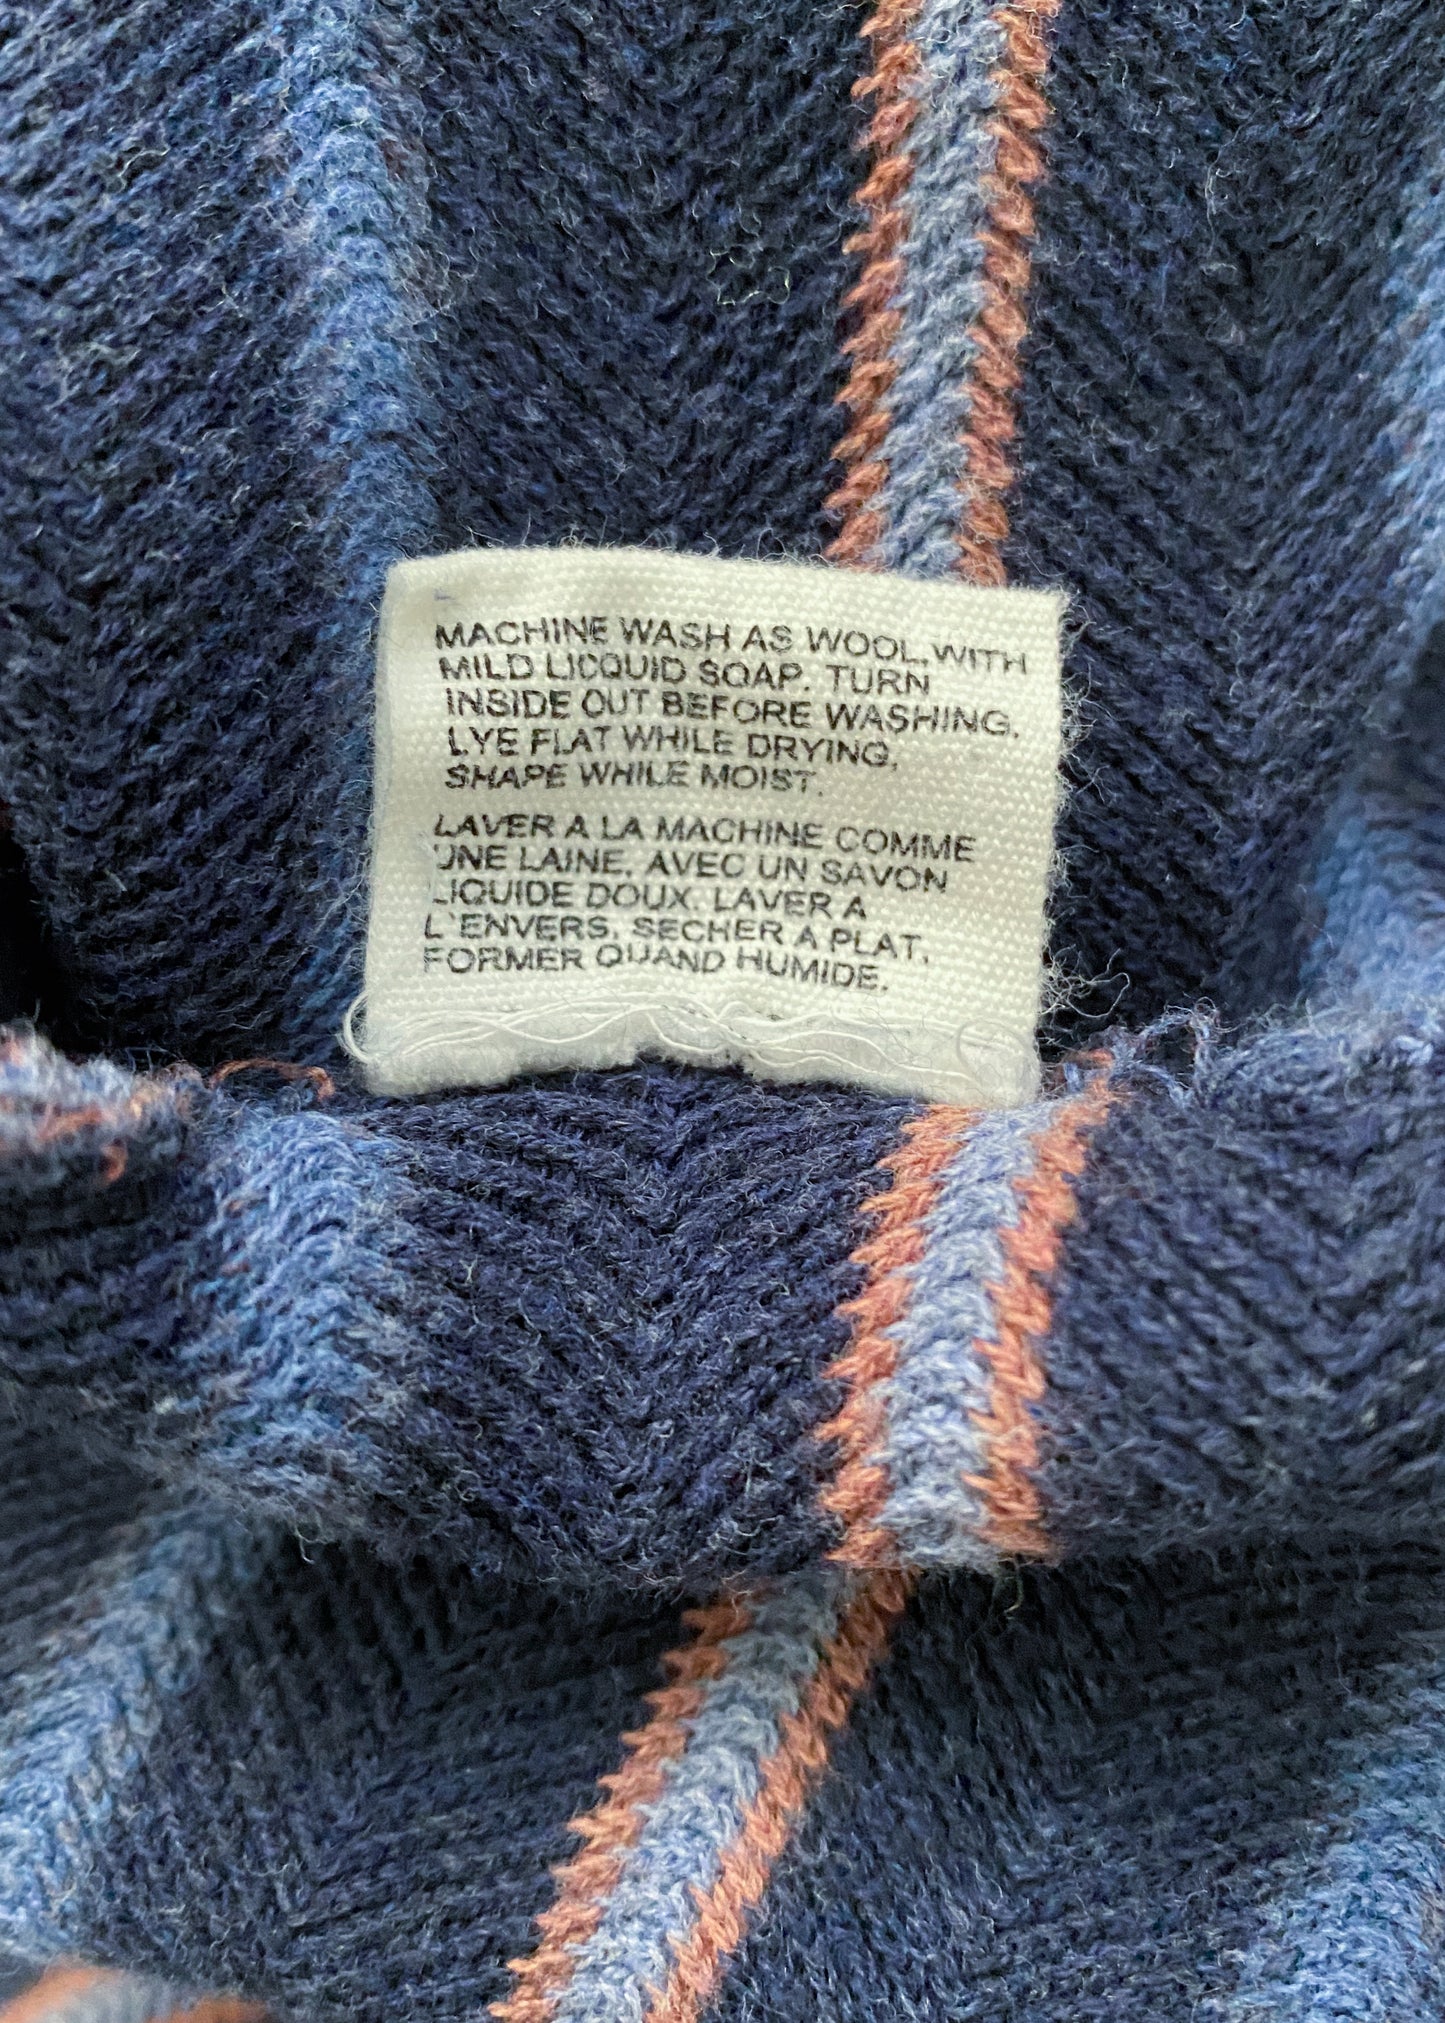 MACHINE WASH AS WOOL, WITH
MILD LICQUID SOAP. TURN
INSIDE OUT BEFORE WASHING.
LYE FLAT WHILE DRYING.
SHAPE WHILE MOIST.
LAVER A LA MACHINE COMME
UNE LAINE, AVEC UN SAVON
LIQUIDE DOUX. LAVER A
L'ENVERS. SECHER A PLAT.
FORMER QUAND HUMIDE.